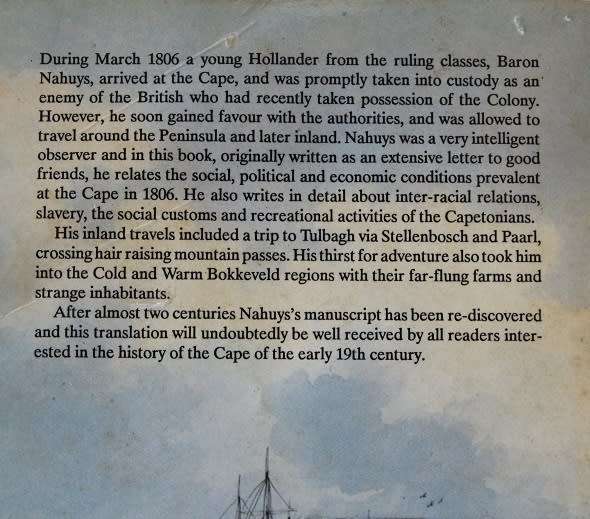 During March 1806 a young Hollander from the ruling classes, Baron
Nahuys, arrived at the Cape, and was promptly taken into custody as an
enemy of the British who had recently taken possession of the Colony.
However, he soon gained favour with the authorities, and was allowed to
travel around the Peninsula and later inland. Nahuys was a very intelligent
observer and in this book, originally written as an extensive letter to good
friends, he relates the social, political and economic conditions prevalent
at the Cape in 1806. He also writes in detail about inter-racial relations,
slavery, the social customs and recreational activities of the Capetonians.
His inland travels included a trip to Tulbagh via Stellenbosch and Paarl,
crossing hair raising mountain passes. His thirst for adventure also took him
into the Cold and Warm Bokkeveld regions with their far-flung farms and
strange inhabitants.
After almost two centuries Nahuys's manuscript has been re-discovered
and this translation will undoubtedly be well received by all readers inter-
ested in the history of the Cape of the early 19th century.